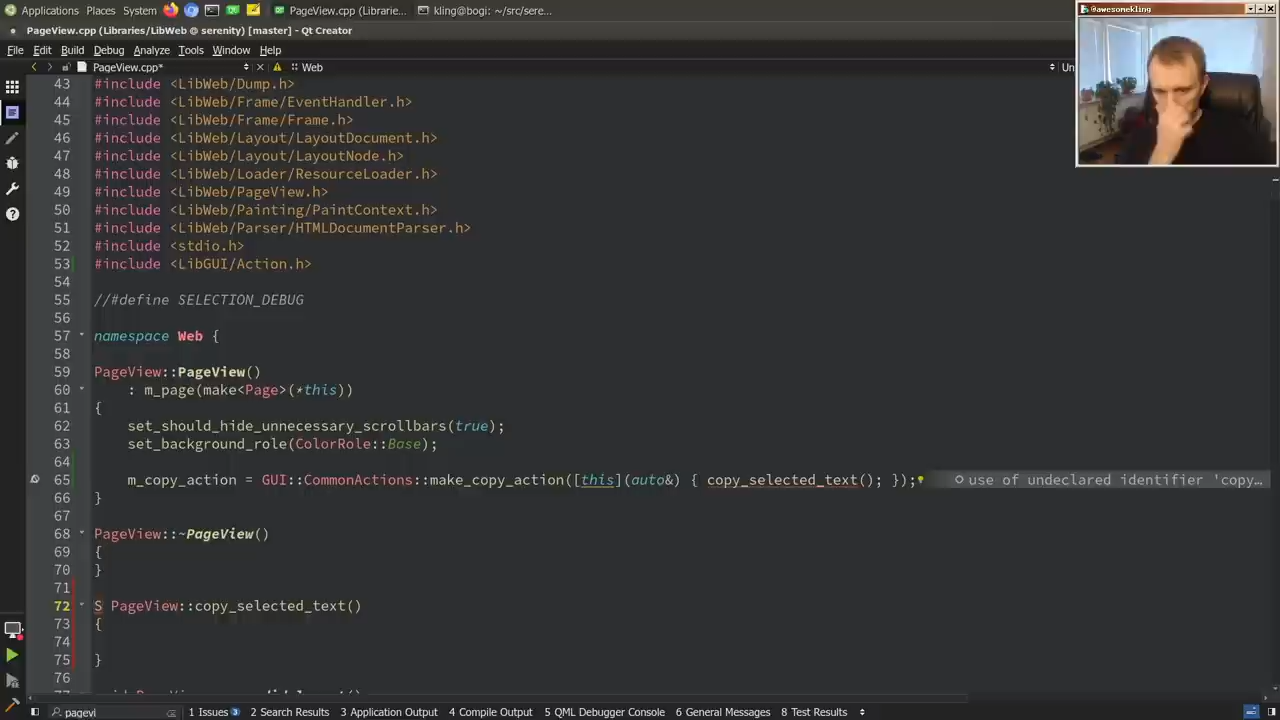 Applications Places System PageView.cpp (Librarie... kling@bogi: ~/src/sere...
@awesomekling
PageView.cpp (Libraries/LibWeb @ serenity) [master] - Qt Creator
File Edit Build Debug Analyze Tools Window Help
PageView.cpp* Web Un
43 #include <LibWeb/Dump.h>
44 #include <LibWeb/Frame/EventHandler.h>
45 #include <LibWeb/Frame/Frame.h>
46 #include <LibWeb/Layout/LayoutDocument.h>
47 #include <LibWeb/Layout/LayoutNode.h>
48 #include <LibWeb/Loader/ResourceLoader.h>
49 #include <LibWeb/PageView.h>
50 #include <LibWeb/Painting/PaintContext.h>
51 #include <LibWeb/Parser/HTMLDocumentParser.h>
52 #include <stdio.h>
53 #include <LibGUI/Action.h>
54
55 //#define SELECTION_DEBUG
56
57 namespace Web {
58
59 PageView::PageView()
60 : m_page(make<Page>(*this))
61 {
62 set_should_hide_unnecessary_scrollbars(true);
63 set_background_role(ColorRole::Base);
64
65 m_copy_action = GUI::CommonActions::make_copy_action([this](auto&) { copy_selected_text(); }); use of undeclared identifier 'copy...
66 }
67
68 PageView::~PageView()
69 {
70 }
71
72 S PageView::copy_selected_text()
73 {
74
75 }
76
pagevi 1 Issues 3 2 Search Results 3 Application Output 4 Compile Output 5 QML Debugger Console 6 General Messages 8 Test Results